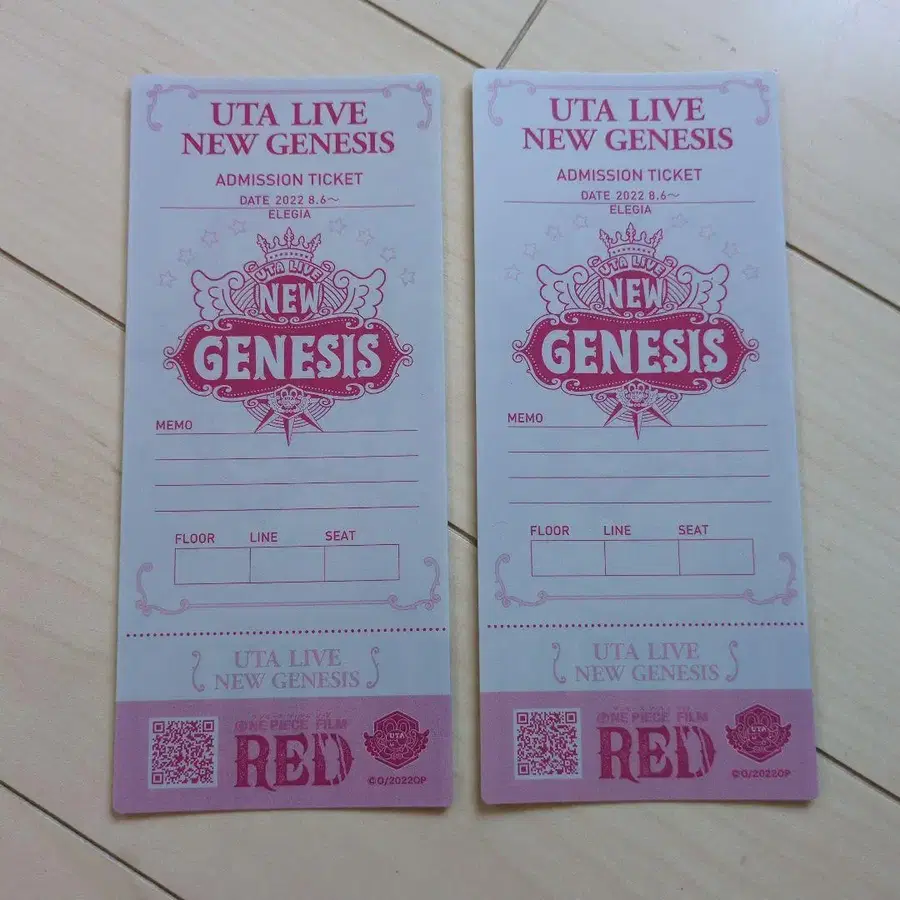 UTA LIVE
NEW GENESIS
ADMISSION TICKET
DATE 2022 8.6～
ELEGIA
UTA LIVE
NEW
GENESIS
MEMO
FLOOR LINE SEAT
UTA LIVE
NEW GENESIS
ONE PIECE FILM
RED
UTA
©O/2022OP
UTA LIVE
NEW GENESIS
ADMISSION TICKET
DATE 2022 8.6～
ELEGIA
UTA LIVE
NEW
GENESIS
MEMO
FLOOR LINE SEAT
UTA LIVE
NEW GENESIS
ONE PIECE FILM
RED
UTA
©O/2022OP